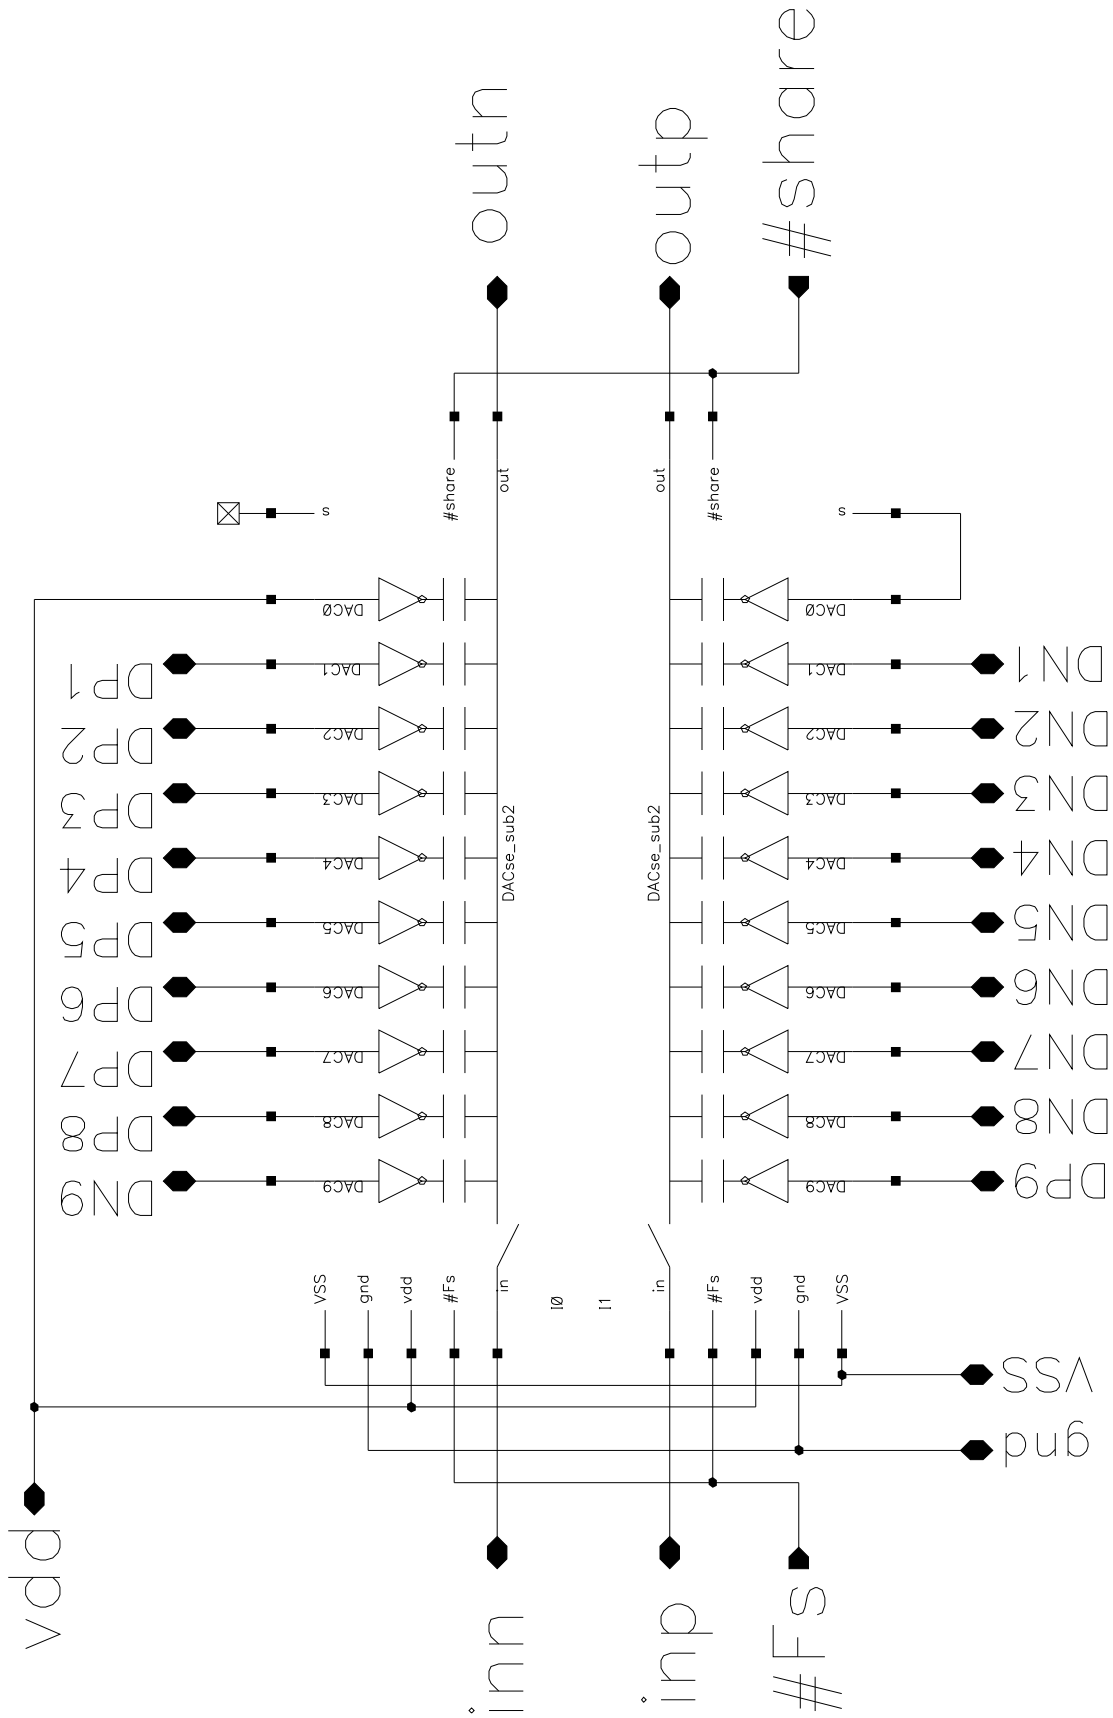 outn
outp
#share
#share
out
out
#share
s
s
DAC0
DAC0
DP1
DAC1
DAC1
DN1
DP2
DAC2
DAC2
DN2
DP3
DAC3
DAC3
DN3
DP4
DAC4
DAC4
DN4
DACse_sub2
DACse_sub2
DP5
DAC5
DAC5
DN5
DP6
DAC6
DAC6
DN6
DP7
DAC7
DAC7
DN7
DP8
DAC8
DAC8
DN8
DN9
DAC9
DAC9
DP9
VSS
gnd
vdd
#Fs
in
I0
I1
in
#Fs
vdd
gnd
VSS
VSS
gnd
vdd
inn
inp
#Fs